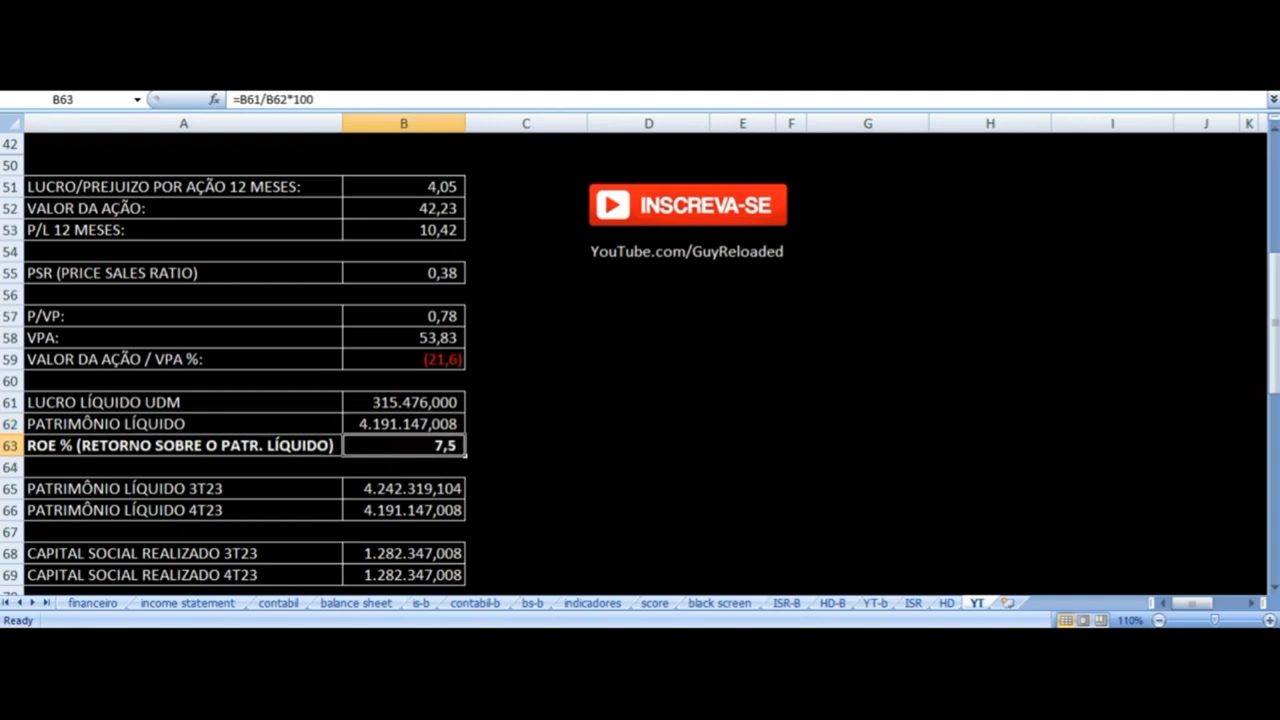 B63 fx =B61/B62*100
A B C D E F G H I J K
42
50
51 LUCRO/PREJUIZO POR AÇÃO 12 MESES: 4,05
52 VALOR DA AÇÃO: 42,23
53 P/L 12 MESES: 10,42
INSCREVA-SE
YouTube.com/GuyReloaded
54
55 PSR (PRICE SALES RATIO) 0,38
56
57 P/VP: 0,78
58 VPA: 53,83
59 VALOR DA AÇÃO / VPA %: (21,6)
60
61 LUCRO LÍQUIDO UDM 315.476,000
62 PATRIMÔNIO LÍQUIDO 4.191.147,008
63 ROE % (RETORNO SOBRE O PATR. LÍQUIDO) 7,5
64
65 PATRIMÔNIO LÍQUIDO 3T23 4.242.319,104
66 PATRIMÔNIO LÍQUIDO 4T23 4.191.147,008
67
68 CAPITAL SOCIAL REALIZADO 3T23 1.282.347,008
69 CAPITAL SOCIAL REALIZADO 4T23 1.282.347,008
financeiro income statement contabil balance sheet is-b contabil-b bs-b indicadores score black screen ISR-B HD-B YT-b ISR HD YT
Ready 110%